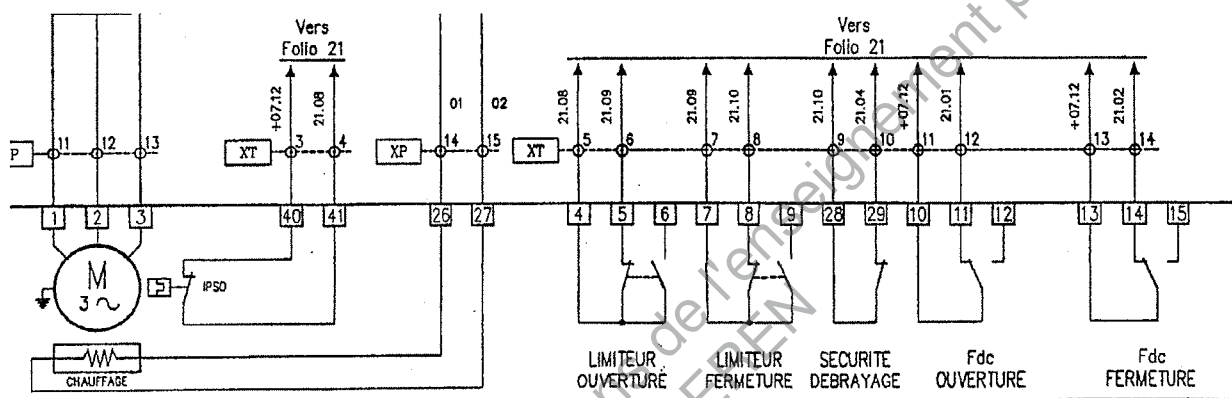 Vers
Folio 21
Vers
Folio 21
+07.12
21.08
01
02
21.08
21.09
21.09
21.10
21.10
21.04
+07.12
21.01
+07.12
21.02
P
11
12
13
XT
3
4
XP
14
15
XT
5
6
7
8
9
10
11
12
13
14
1
2
3
40
41
26
27
4
5
6
7
8
9
28
29
10
11
12
13
14
15
M
3 ~
IPSO
CHAUFFAGE
LIMITEUR
OUVERTURE
LIMITEUR
FERMETURE
SECURITE
DEBRAYAGE
Fdc
OUVERTURE
Fdc
FERMETURE
ns de l'enseignement p